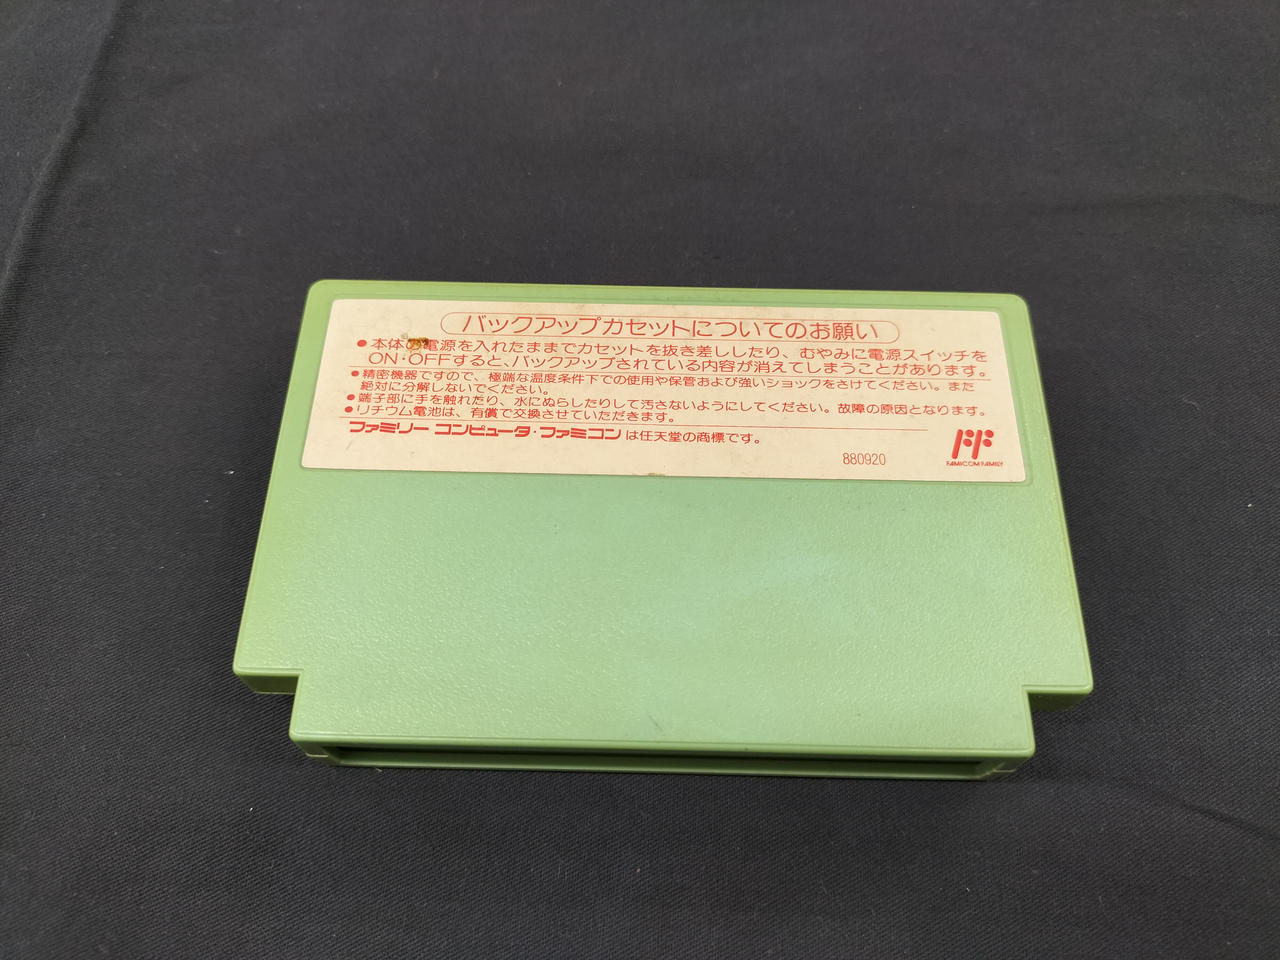 バックアップカセットについてのお願い
●本体の電源を入れたままでカセットを抜き差ししたり、むやみに電源スイッチを
ON・OFFすると、バックアップされている内容が消えてしまうことがあります。
●精密機器ですので、極端な温度条件下での使用や保管および強いショックをさけてください。また
絶対に分解しないでください。
●端子部に手を触れたり、水にぬらしたりして汚さないようにしてください。故障の原因となります。
●リチウム電池は、有償で交換させていただきます。
ファミリー コンピュータ・ファミコンは任天堂の商標です。
880920
FAMICOM FAMILY